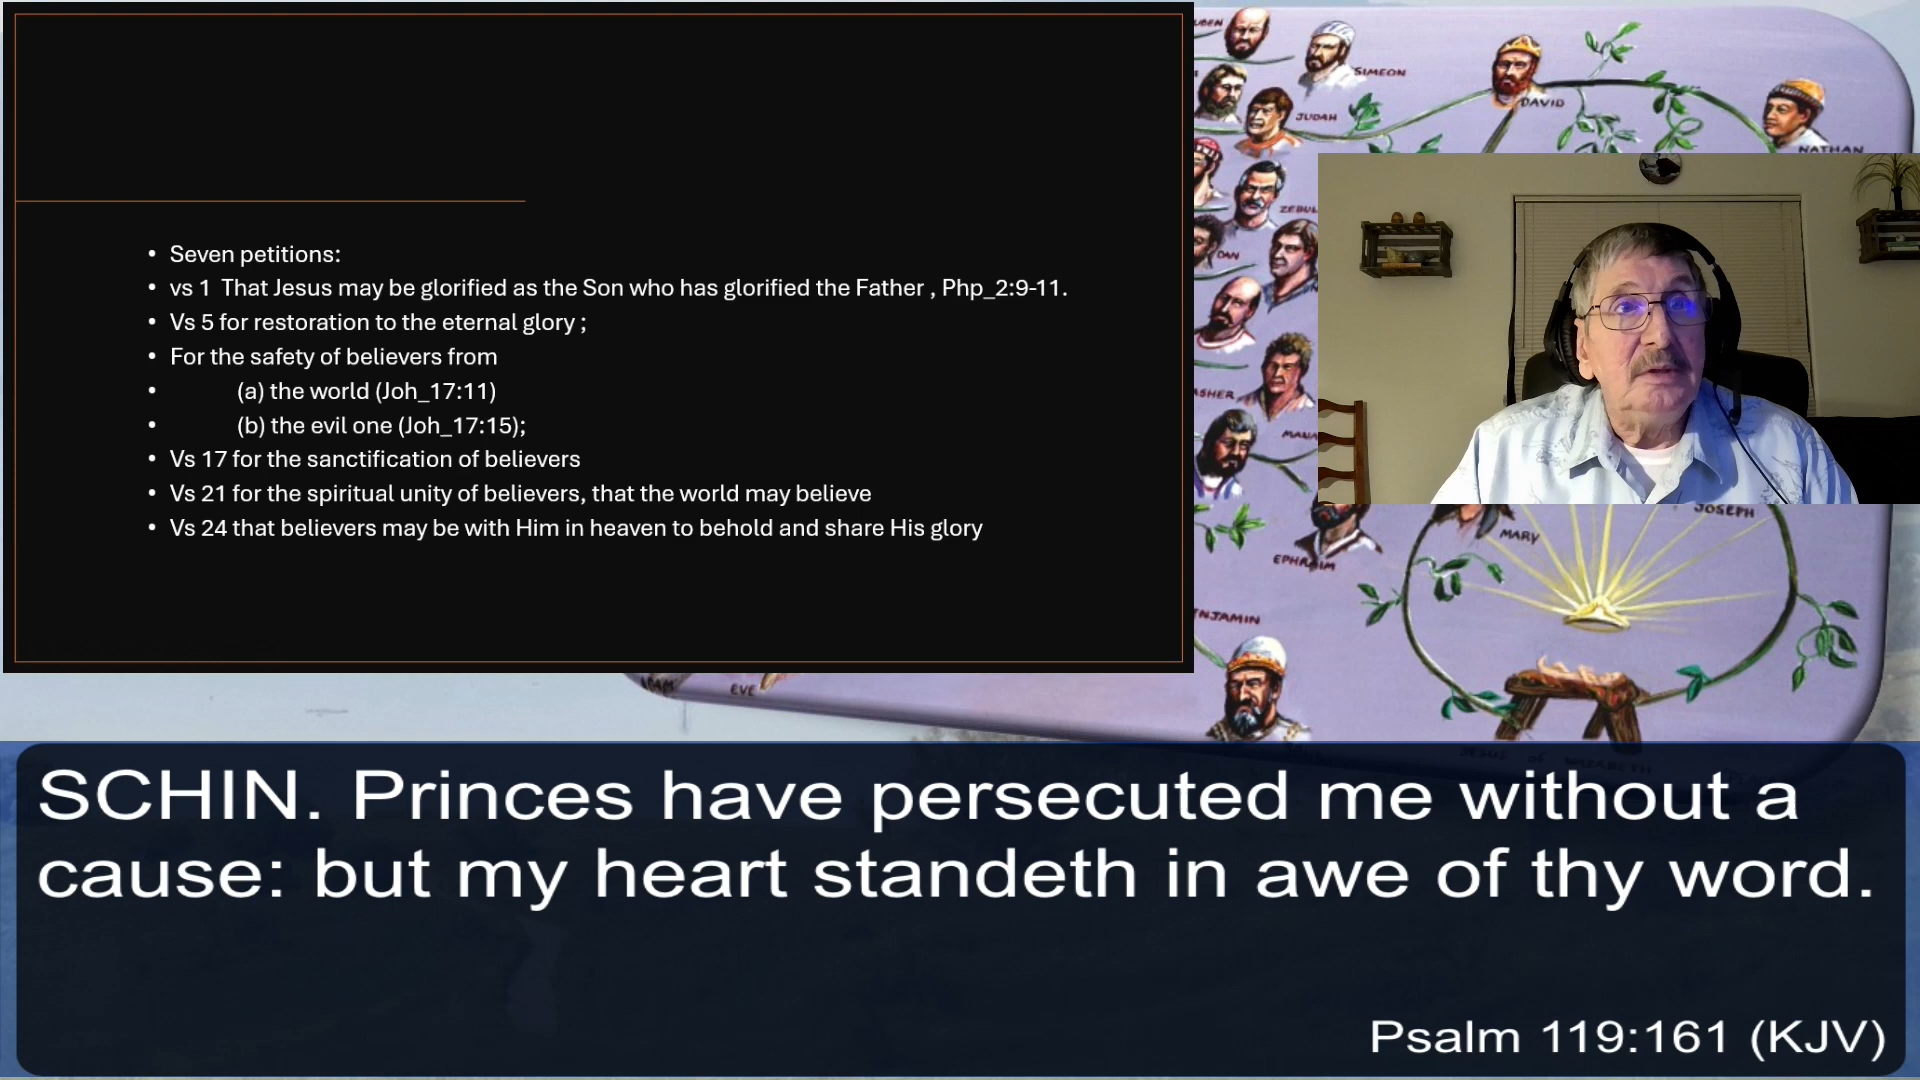 • Seven petitions:
• vs 1  That Jesus may be glorified as the Son who has glorified the Father , Php_2:9-11.
• Vs 5 for restoration to the eternal glory ;
• For the safety of believers from
• (a) the world (Joh_17:11)
• (b) the evil one (Joh_17:15);
• Vs 17 for the sanctification of believers
• Vs 21 for the spiritual unity of believers, that the world may believe
• Vs 24 that believers may be with Him in heaven to behold and share His glory
SIMEON
JUDAH
DAVID
NATHAN
DAN
ASHER
JOSEPH
MARY
EPHRAIM
ADAM
EVE
SCHIN. Princes have persecuted me without a
cause: but my heart standeth in awe of thy word.
Psalm 119:161 (KJV)